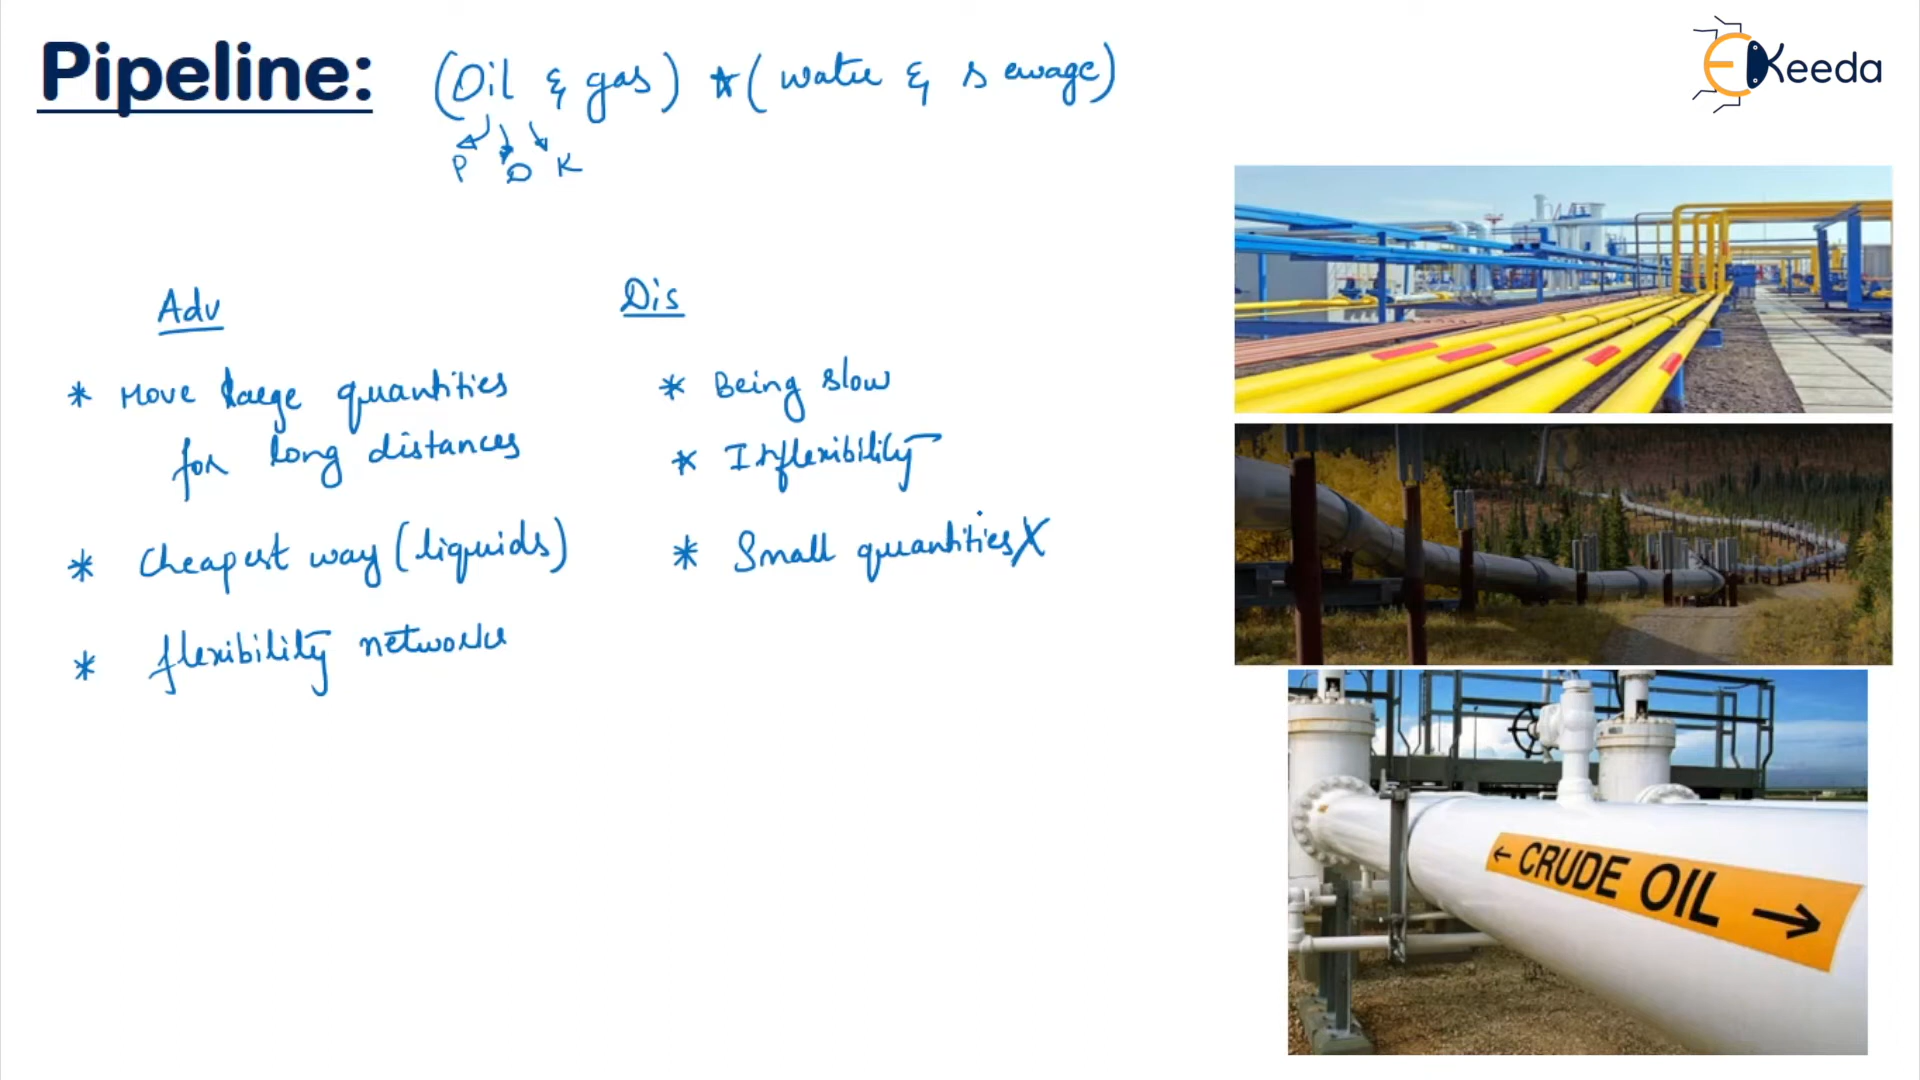 Pipeline: (Oil & gas) * (water & sewage)
P D K
EKeeda
Adv
* Move large quantities
for long distances
* Cheapest way (liquids)
* flexibility network
Dis
* Being slow
* Inflexibility
* Small quantities X
← CRUDE OIL →